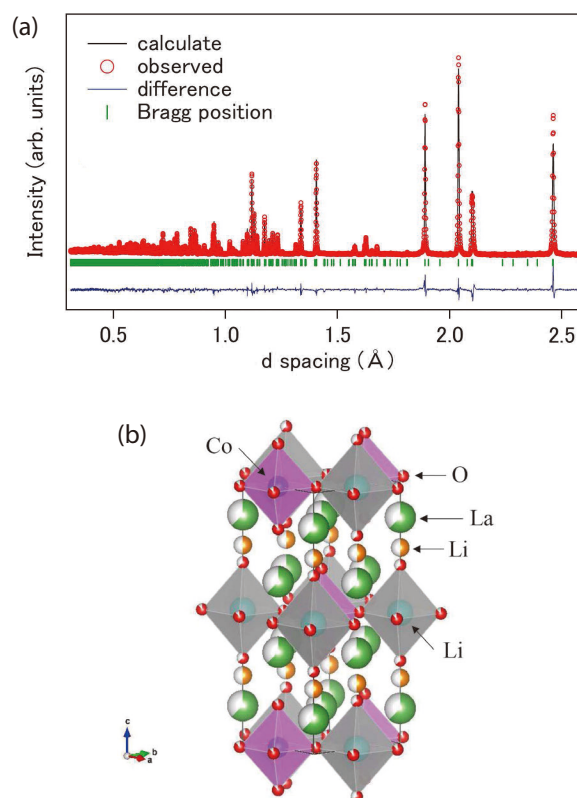 (a)
calculate
observed
difference
Bragg position
Intensity (arb. units)
0.5 1.0 1.5 2.0 2.5
d spacing (Å)
(b)
Co
O
La
Li
Li
c
b
a